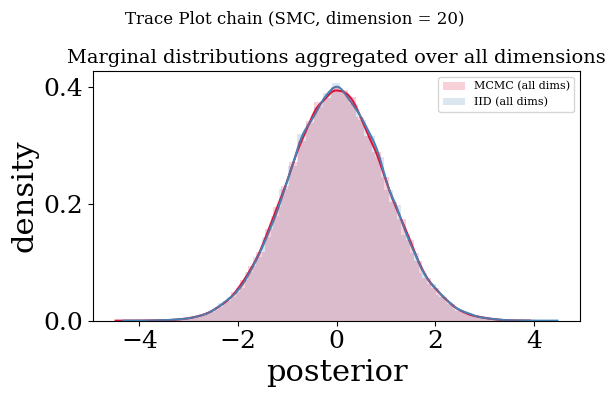 Trace Plot chain (SMC, dimension = 20)
Marginal distributions aggregated over all dimensions
MCMC (all dims)
IID (all dims)
density
0.4
0.2
0.0
−4 −2 0 2 4
posterior